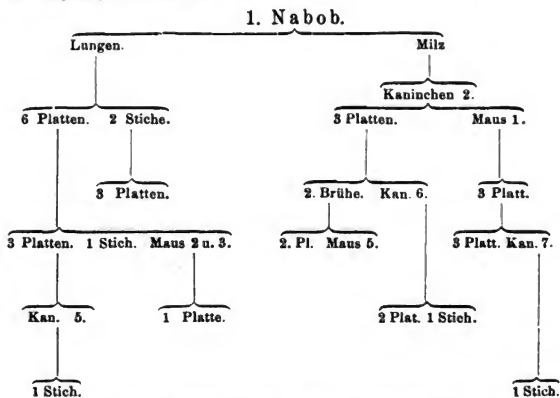 1. Nabob.
Lungen. Milz
Kaninchen 2.
6 Platten. 2 Stiche. 3 Platten. Maus 1.
3 Platten. 2. Brühe. Kan. 6. 3 Platt.
3 Platten. 1 Stich. Maus 2 u. 3. 2. Pl. Maus 5. 3 Platt. Kan. 7.
Kan. 5. 1 Platte. 2 Plat. 1 Stich.
1 Stich. 1 Stich.